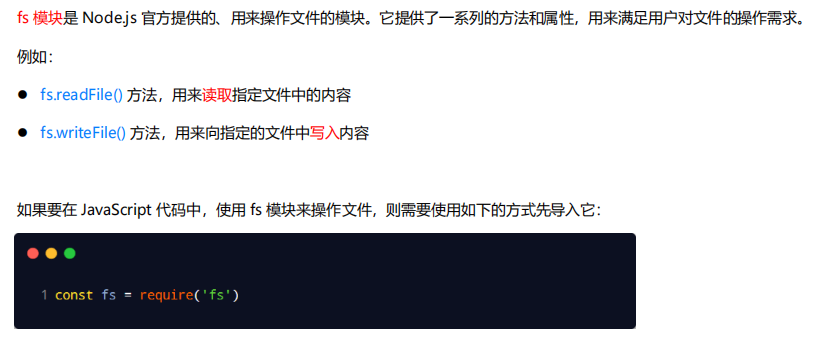 fs 模块是 Node.js 官方提供的、用来操作文件的模块。它提供了一系列的方法和属性，用来满足用户对文件的操作需求。
例如：
● fs.readFile() 方法，用来读取指定文件中的内容
● fs.writeFile() 方法，用来向指定的文件中写入内容
如果要在 JavaScript 代码中，使用 fs 模块来操作文件，则需要使用如下的方式先导入它：
1 const fs = require('fs')